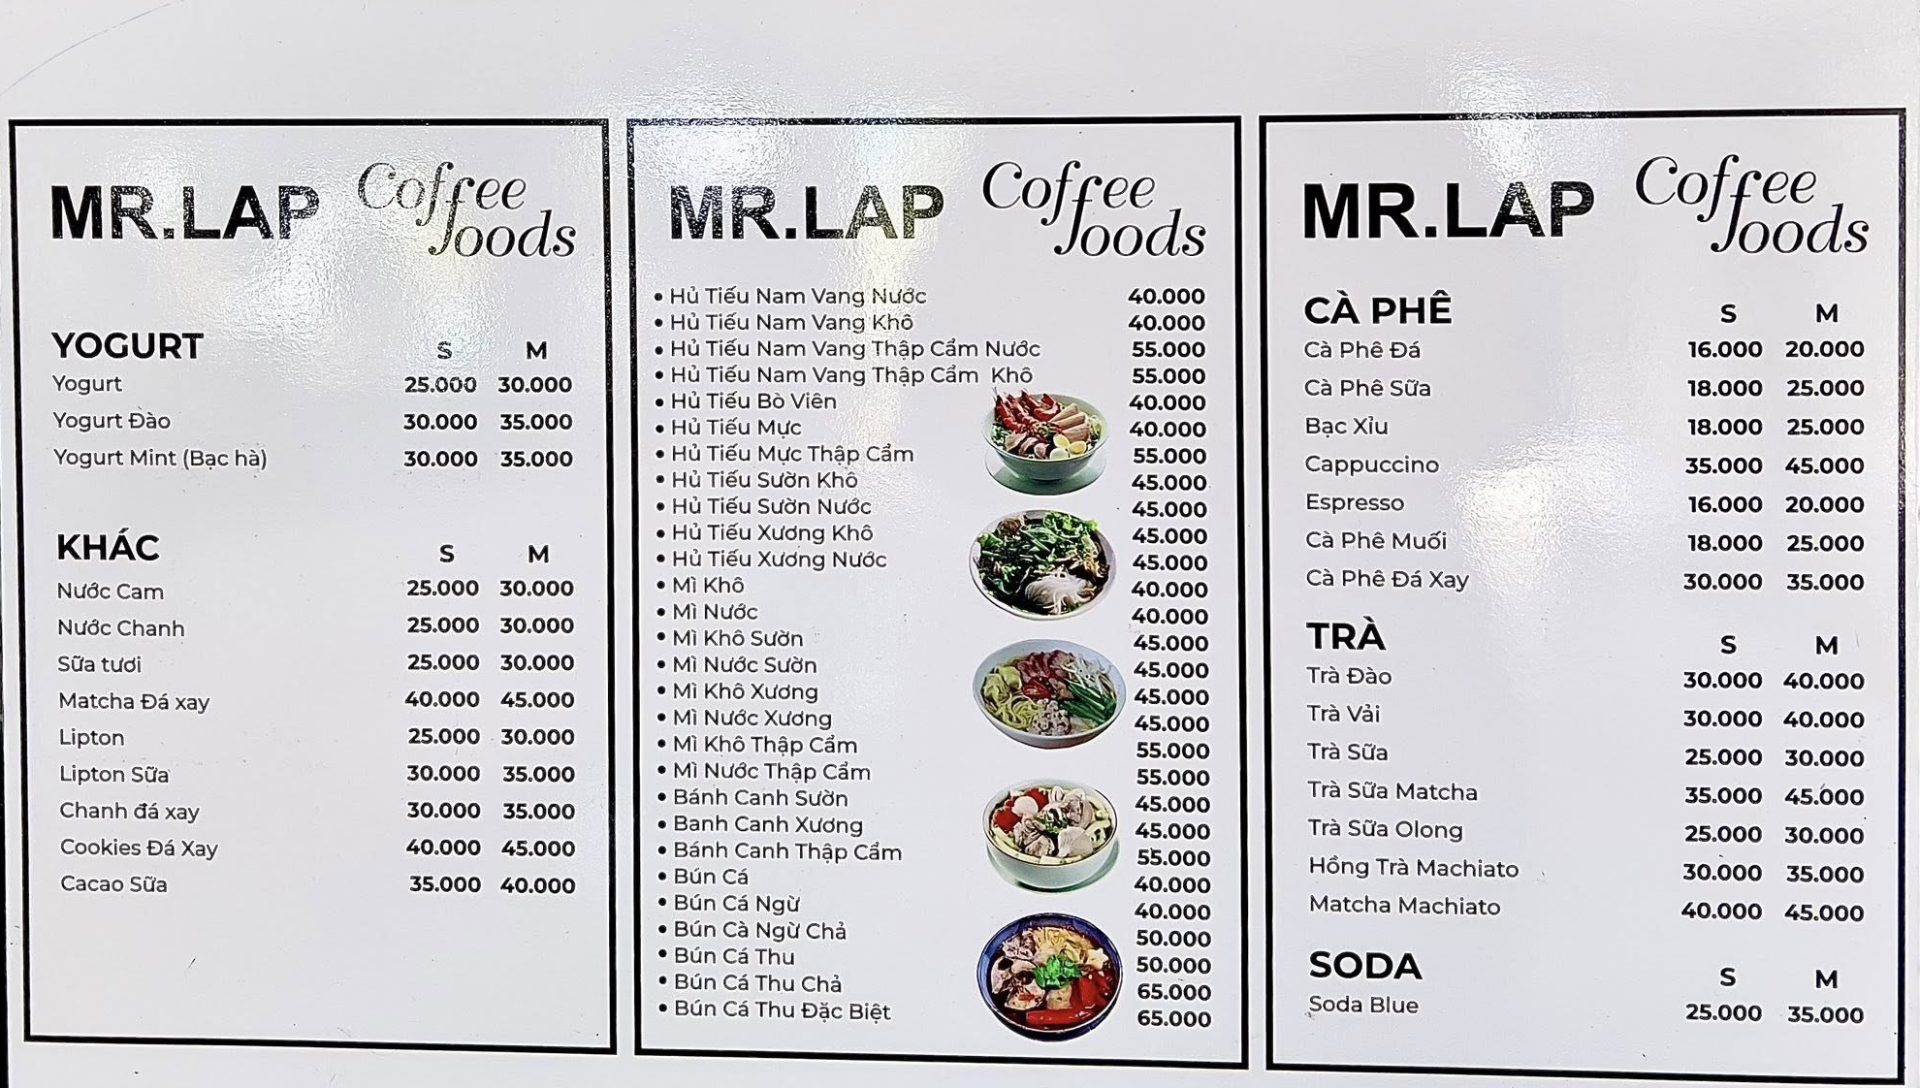 MR.LAP Coffee foods
YOGURT S M
Yogurt 25.000 30.000
Yogurt Đào 30.000 35.000
Yogurt Mint (Bạc hà) 30.000 35.000
KHÁC S M
Nước Cam 25.000 30.000
Nước Chanh 25.000 30.000
Sữa tươi 25.000 30.000
Matcha Đá xay 40.000 45.000
Lipton 25.000 30.000
Lipton Sữa 30.000 35.000
Chanh đá xay 30.000 35.000
Cookies Đá Xay 40.000 45.000
Cacao Sữa 35.000 40.000
MR.LAP Coffee foods
• Hủ Tiếu Nam Vang Nước 40.000
• Hủ Tiếu Nam Vang Khô 40.000
• Hủ Tiếu Nam Vang Thập Cẩm Nước 55.000
• Hủ Tiếu Nam Vang Thập Cẩm Khô 55.000
• Hủ Tiếu Bò Viên 40.000
• Hủ Tiếu Mực 40.000
• Hủ Tiếu Mực Thập Cẩm 55.000
• Hủ Tiếu Sườn Khô 45.000
• Hủ Tiếu Sườn Nước 45.000
• Hủ Tiếu Xương Khô 45.000
• Hủ Tiếu Xương Nước 45.000
• Mì Khô 40.000
• Mì Nước 40.000
• Mì Khô Sườn 45.000
• Mì Nước Sườn 45.000
• Mì Khô Xương 45.000
• Mì Nước Xương 45.000
• Mì Khô Thập Cẩm 55.000
• Mì Nước Thập Cẩm 55.000
• Bánh Canh Sườn 45.000
• Banh Canh Xương 45.000
• Bánh Canh Thập Cẩm 55.000
• Bún Cá 40.000
• Bún Cá Ngừ 40.000
• Bún Cà Ngừ Chả 50.000
• Bún Cá Thu 50.000
• Bún Cá Thu Chả 65.000
• Bún Cá Thu Đặc Biệt 65.000
MR.LAP Coffee foods
CÀ PHÊ S M
Cà Phê Đá 16.000 20.000
Cà Phê Sữa 18.000 25.000
Bạc Xỉu 18.000 25.000
Cappuccino 35.000 45.000
Espresso 16.000 20.000
Cà Phê Muối 18.000 25.000
Cà Phê Đá Xay 30.000 35.000
TRÀ S M
Trà Đào 30.000 40.000
Trà Vải 30.000 40.000
Trà Sữa 25.000 30.000
Trà Sữa Matcha 35.000 45.000
Trà Sữa Olong 25.000 30.000
Hồng Trà Machiato 30.000 35.000
Matcha Machiato 40.000 45.000
SODA S M
Soda Blue 25.000 35.000